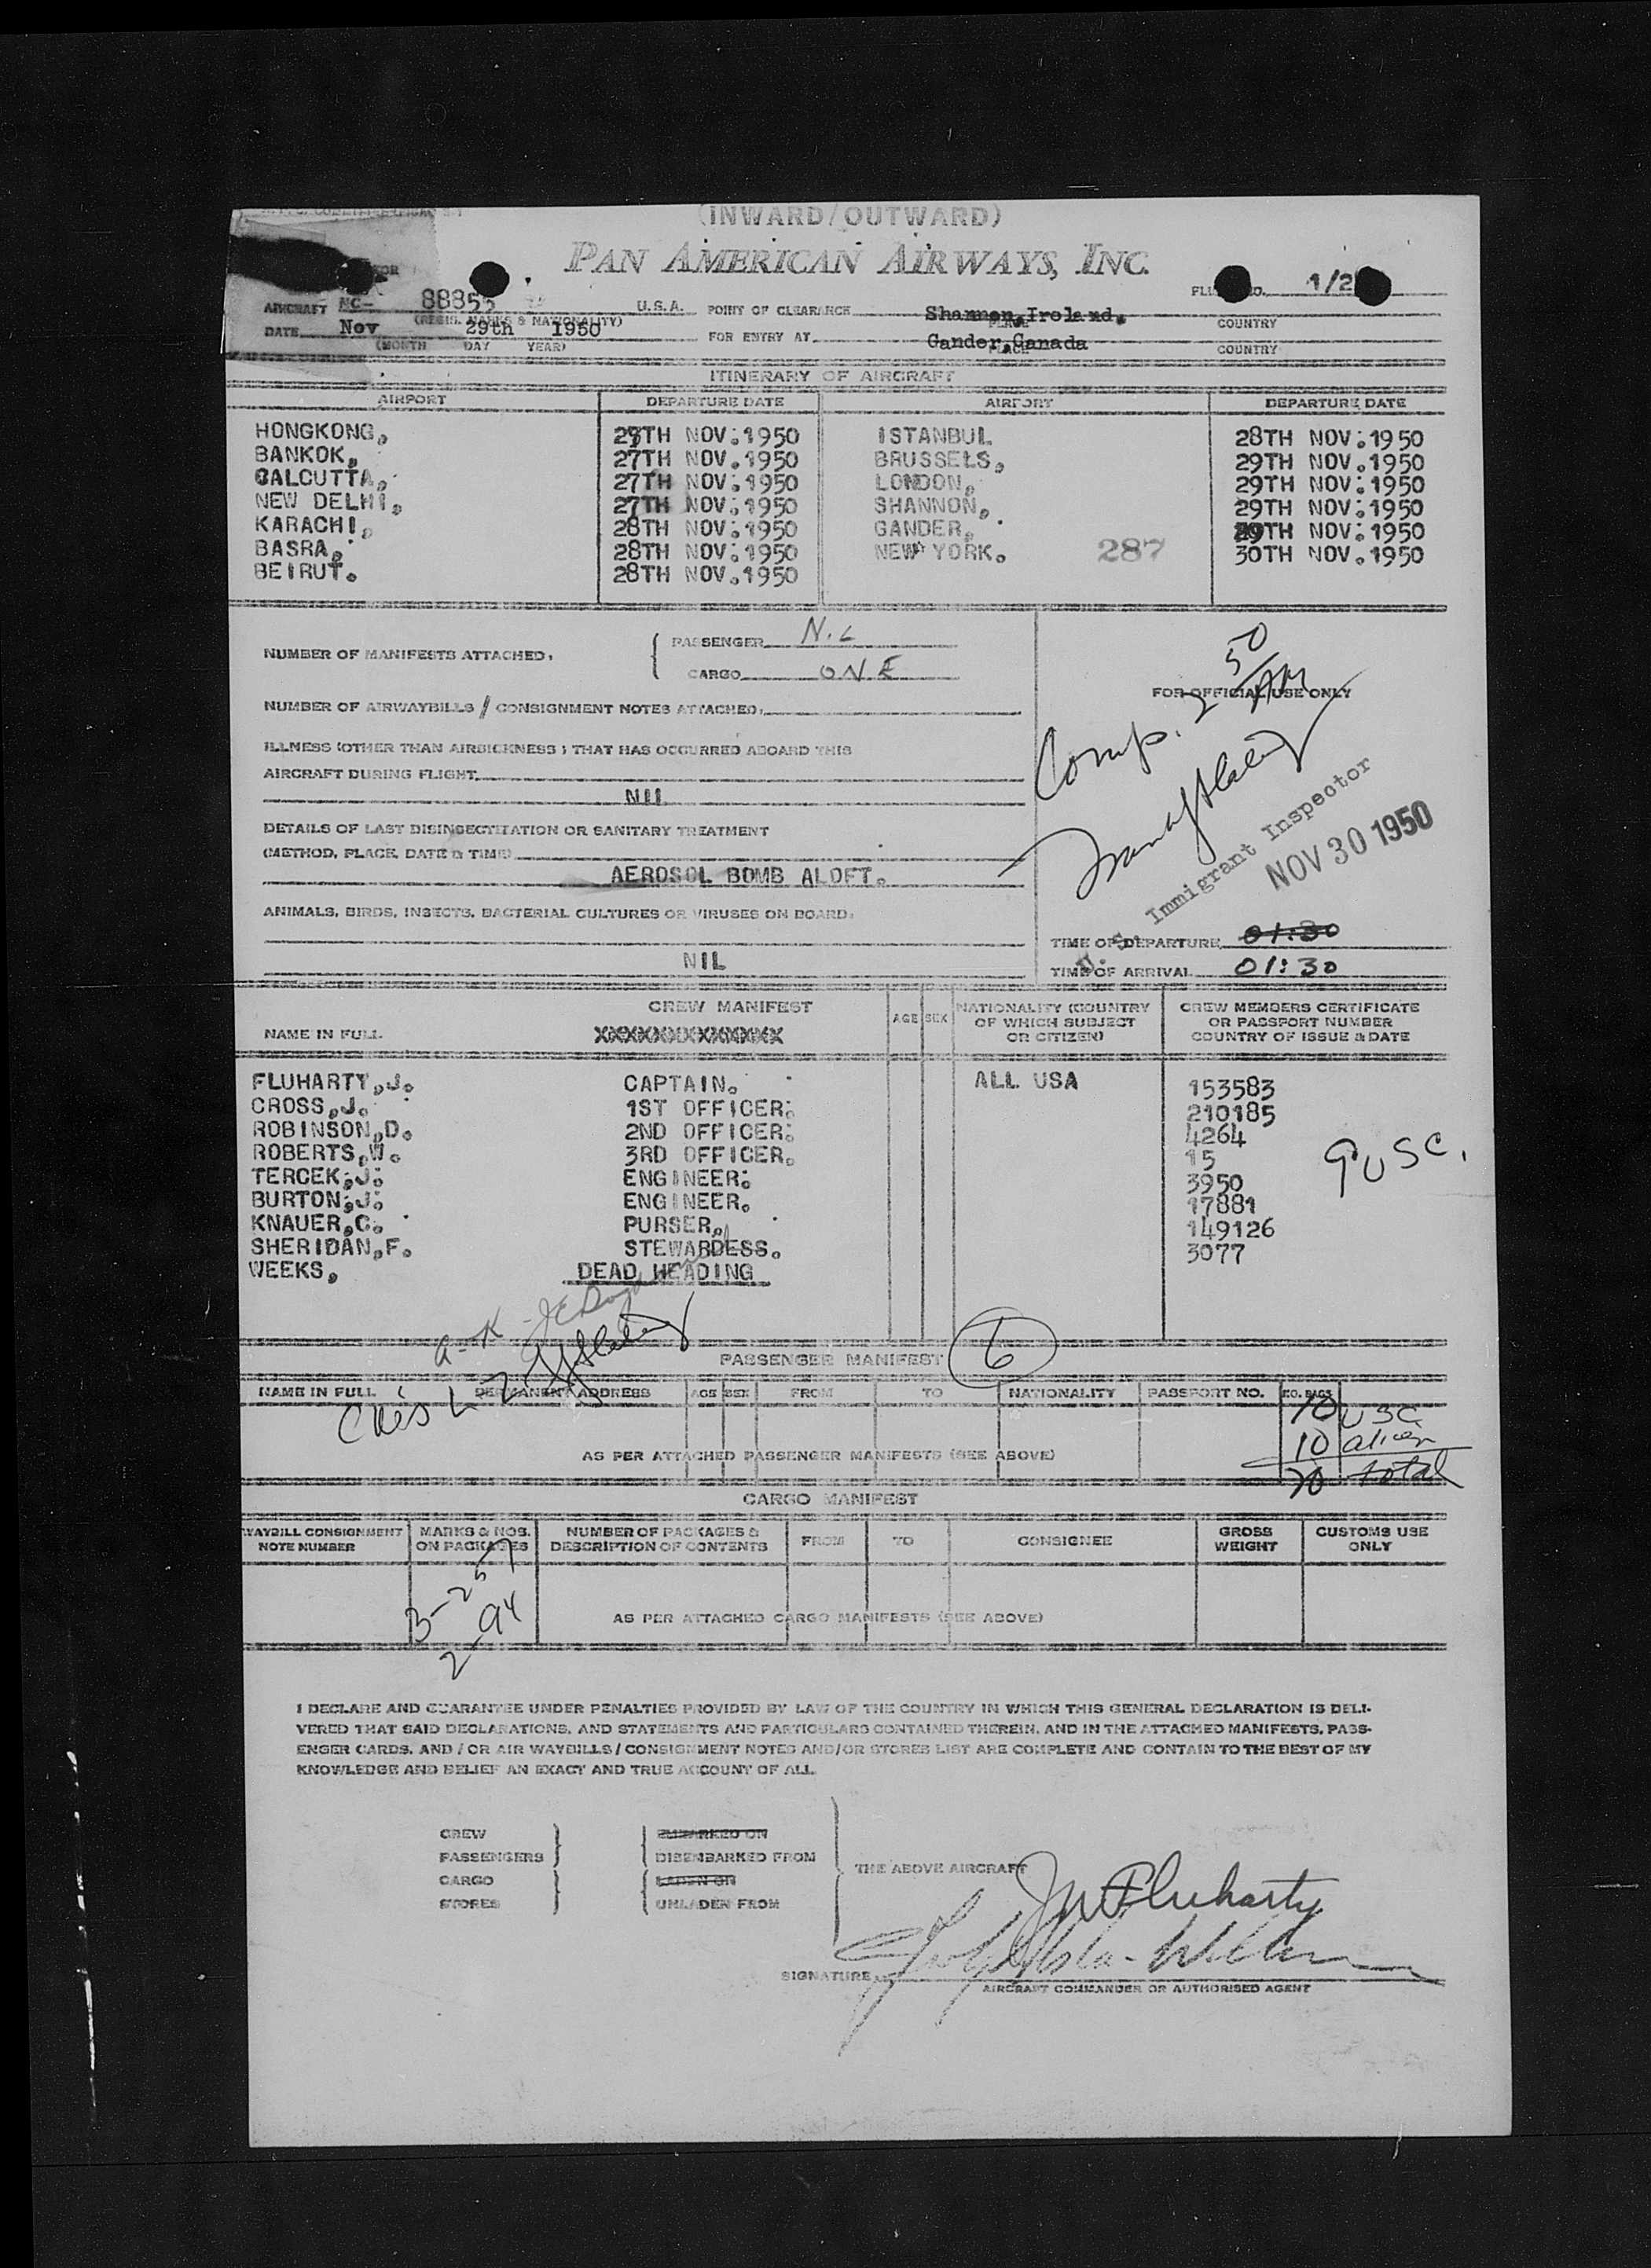 (INWARD/OUTWARD)
PAN AMERICAN AIRWAYS, INC.
1/2
AIRCRAFT NC- 88855 U.S.A. POINT OF CLEARANCE Shannon,Ireland.
(REGIS. MARKS & NATIONALITY) PLACE COUNTRY
DATE Nov 29th 1950 FOR ENTRY AT Gander,Canada
(MONTH DAY YEAR) PLACE COUNTRY
ITINERARY OF AIRCRAFT
AIRPORT DEPARTURE DATE AIRPORT DEPARTURE DATE
HONGKONG, 27TH NOV.1950 ISTANBUL 28TH NOV.1950
BANKOK, 27TH NOV.1950 BRUSSELS, 29TH NOV.1950
CALCUTTA, 27TH NOV.1950 LONDON, 29TH NOV.1950
NEW DELHI, 27TH NOV.1950 SHANNON, 29TH NOV.1950
KARACHI, 28TH NOV.1950 GANDER, 29TH NOV.1950
BASRA, 28TH NOV.1950 NEW YORK. 287 30TH NOV.1950
BEIRUT. 28TH NOV.1950
NUMBER OF MANIFESTS ATTACHED, PASSENGER
CARGO ONE
FOR OFFICIAL USE ONLY
Comp. 2 50 AM
NUMBER OF AIRWAYBILLS / CONSIGNMENT NOTES ATTACHED,
ILLNESS (OTHER THAN AIRSICKNESS) THAT HAS OCCURRED ABOARD THIS
AIRCRAFT DURING FLIGHT
NIL
DETAILS OF LAST DISINSECTIZATION OR SANITARY TREATMENT
(METHOD, PLACE, DATE & TIME)
AEROSOL BOMB ALOFT.
Immigrant Inspector
NOV 30 1950
ANIMALS, BIRDS, INSECTS, BACTERIAL CULTURES OR VIRUSES ON BOARD.
NIL
TIME OF DEPARTURE 01:30
TIME OF ARRIVAL 01:30
CREW MANIFEST
NAME IN FULL XXXXXXXXXXXXXX AGE SEX NATIONALITY (COUNTRY OF WHICH SUBJECT OR CITIZEN) CREW MEMBERS CERTIFICATE OR PASSPORT NUMBER COUNTRY OF ISSUE & DATE
FLUHARTY,J. CAPTAIN. ALL USA 153583
CROSS,J. 1ST OFFICER. 210185
ROBINSON,D. 2ND OFFICER. 4264
ROBERTS,W. 3RD OFFICER. 15
TERCEK,J. ENGINEER. 3950
BURTON,J. ENGINEER. 17881
KNAUER,C. PURSER. 149126
SHERIDAN,F. STEWARDESS. 3077
WEEKS, DEAD HEADING
9 USC.
a-K
PASSENGER MANIFEST 6
NAME IN FULL PERMANENT ADDRESS AGE SEX FROM TO NATIONALITY PASSPORT NO. NO. BAGS
10 USC
10 alien
20 total
AS PER ATTACHED PASSENGER MANIFESTS (SEE ABOVE)
CARGO MANIFEST
WAYBILL CONSIGNMENT NOTE NUMBER MARKS & NOS. ON PACKAGES NUMBER OF PACKAGES & DESCRIPTION OF CONTENTS FROM TO CONSIGNEE GROSS WEIGHT CUSTOMS USE ONLY
3-257
2-94
AS PER ATTACHED CARGO MANIFESTS (SEE ABOVE)
I DECLARE AND GUARANTEE UNDER PENALTIES PROVIDED BY LAW OF THE COUNTRY IN WHICH THIS GENERAL DECLARATION IS DELI-
VERED THAT SAID DECLARATIONS, AND STATEMENTS AND PARTICULARS CONTAINED THEREIN, AND IN THE ATTACHED MANIFESTS, PASS-
ENGER CARDS, AND / OR AIR WAYBILLS / CONSIGNMENT NOTES AND/OR STORES LIST ARE COMPLETE AND CONTAIN TO THE BEST OF MY
KNOWLEDGE AND BELIEF AN EXACT AND TRUE ACCOUNT OF ALL
CREW EMBARKED ON
PASSENGERS DISEMBARKED FROM
CARGO LADEN ON
STORES UNLADEN FROM
THE ABOVE AIRCRAFT
JW Fluharty
SIGNATURE
AIRCRAFT COMMANDER OR AUTHORISED AGENT